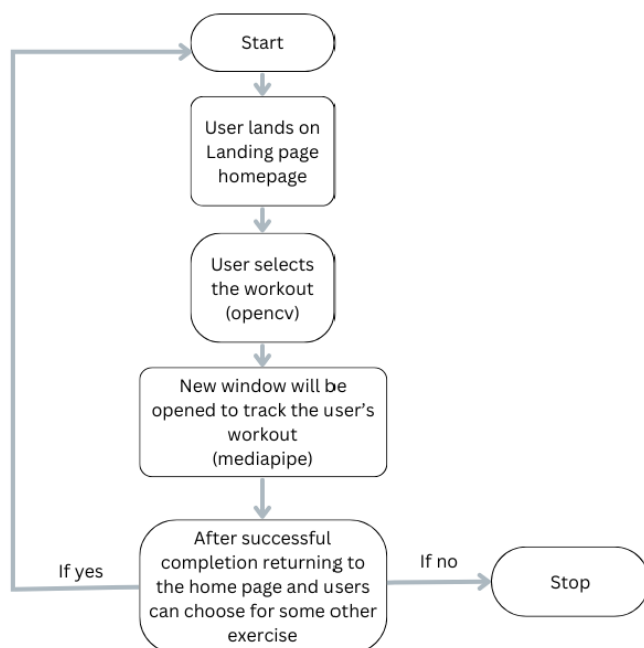 Start
User lands on
Landing page
homepage
User selects
the workout
(opencv)
New window will be
opened to track the user's
workout
(mediapipe)
After successful
completion returning to
the home page and users
can choose for some other
exercise
If yes
If no
Stop